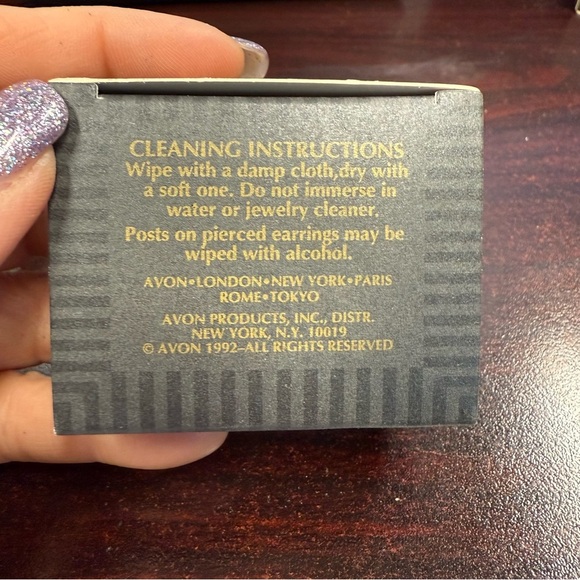 CLEANING INSTRUCTIONS
Wipe with a damp cloth,dry with
a soft one. Do not immerse in
water or jewelry cleaner.
Posts on pierced earrings may be
wiped with alcohol.
AVON•LONDON•NEW YORK•PARIS
ROME•TOKYO
AVON PRODUCTS, INC., DISTR.
NEW YORK, N.Y. 10019
© AVON 1992–ALL RIGHTS RESERVED